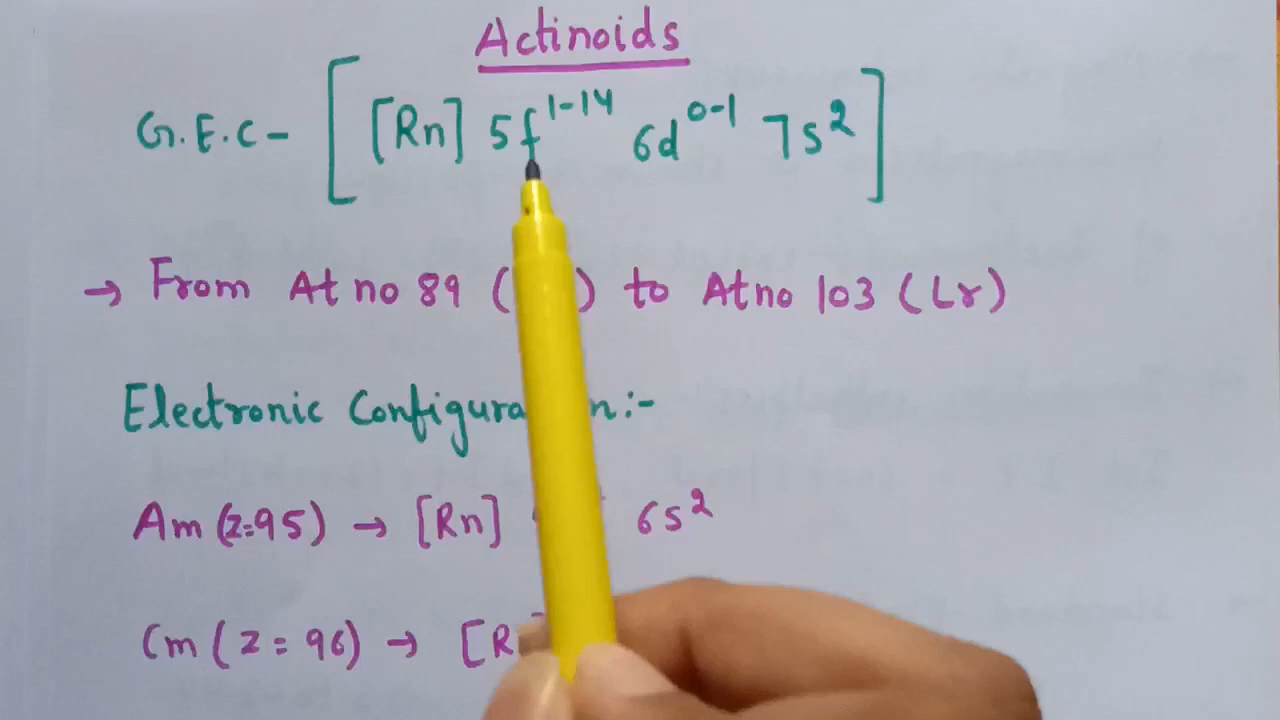 Actinoids
G.E.C- [[Rn] 5f¹⁻¹⁴ 6d⁰⁻¹ 7s²]
→ From At no 89 ( ) to At no 103 (Lr)
Electronic Configura n:-
Am (z=95) → [Rn] 6s²
Cm (z = 96) → [R